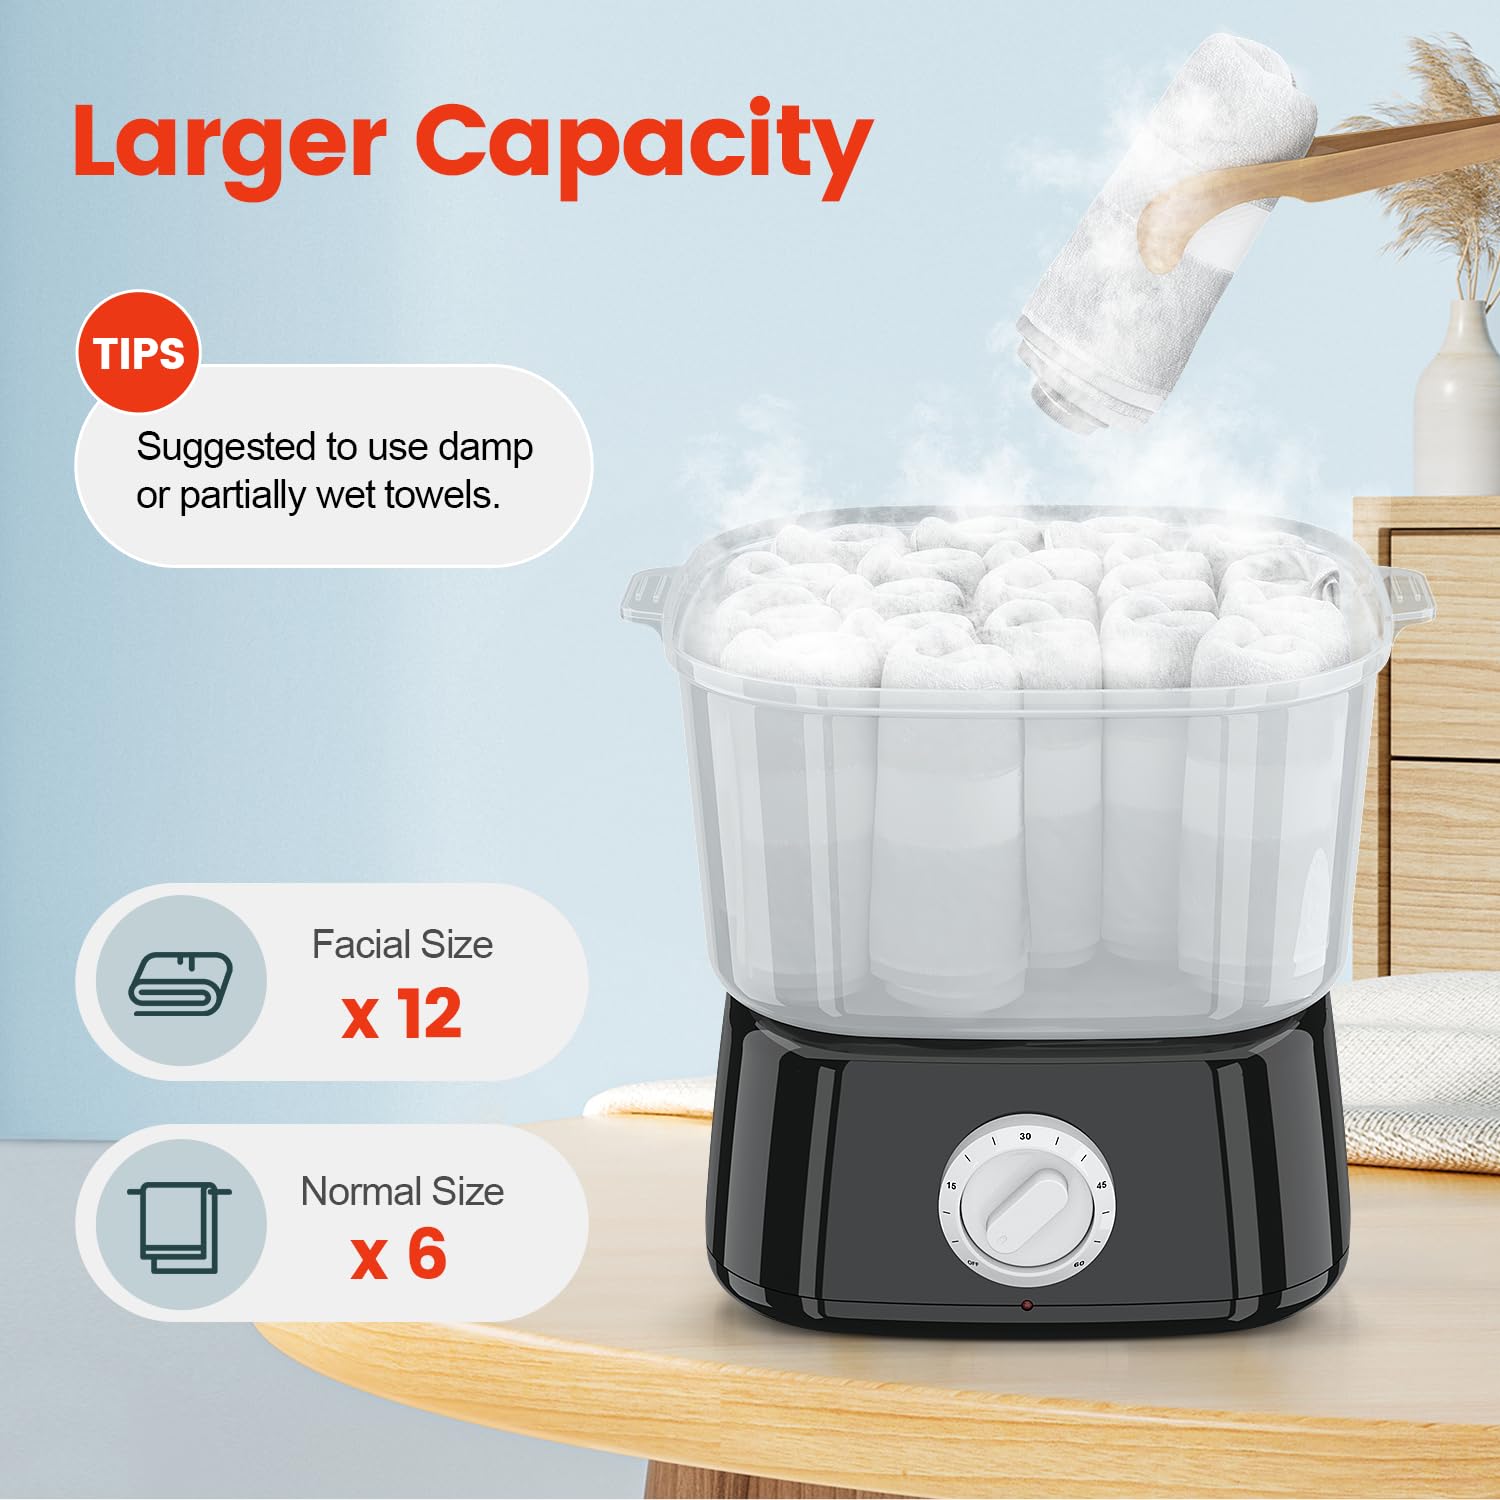 Larger Capacity
TIPS
Suggested to use damp
or partially wet towels.
Facial Size
x 12
Normal Size
x 6
30
15
45
OFF
60